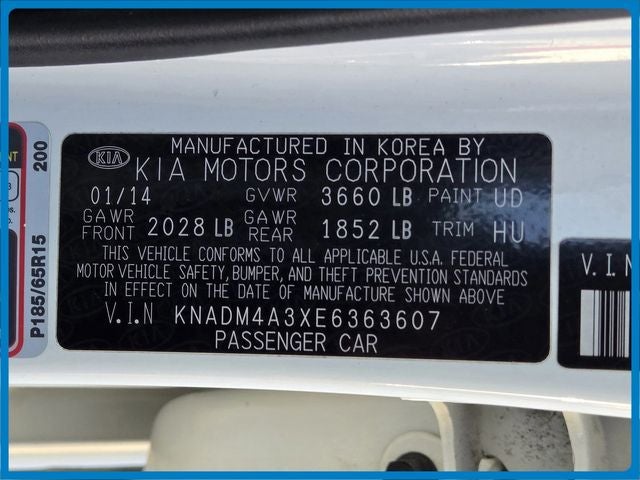 MANUFACTURED IN KOREA BY
KIA KIA MOTORS CORPORATION
01/14 GVWR 3660 LB PAINT UD
GAWR FRONT 2028 LB GAWR REAR 1852 LB TRIM HU
THIS VEHICLE CONFORMS TO ALL APPLICABLE U.S.A. FEDERAL
MOTOR VEHICLE SAFETY, BUMPER, AND THEFT PREVENTION STANDARDS
IN EFFECT ON THE DATE OF MANUFACTURE SHOWN ABOVE
V.I.N KNADM4A3XE6363607
PASSENGER CAR
P185/65R15 200
V.I.N